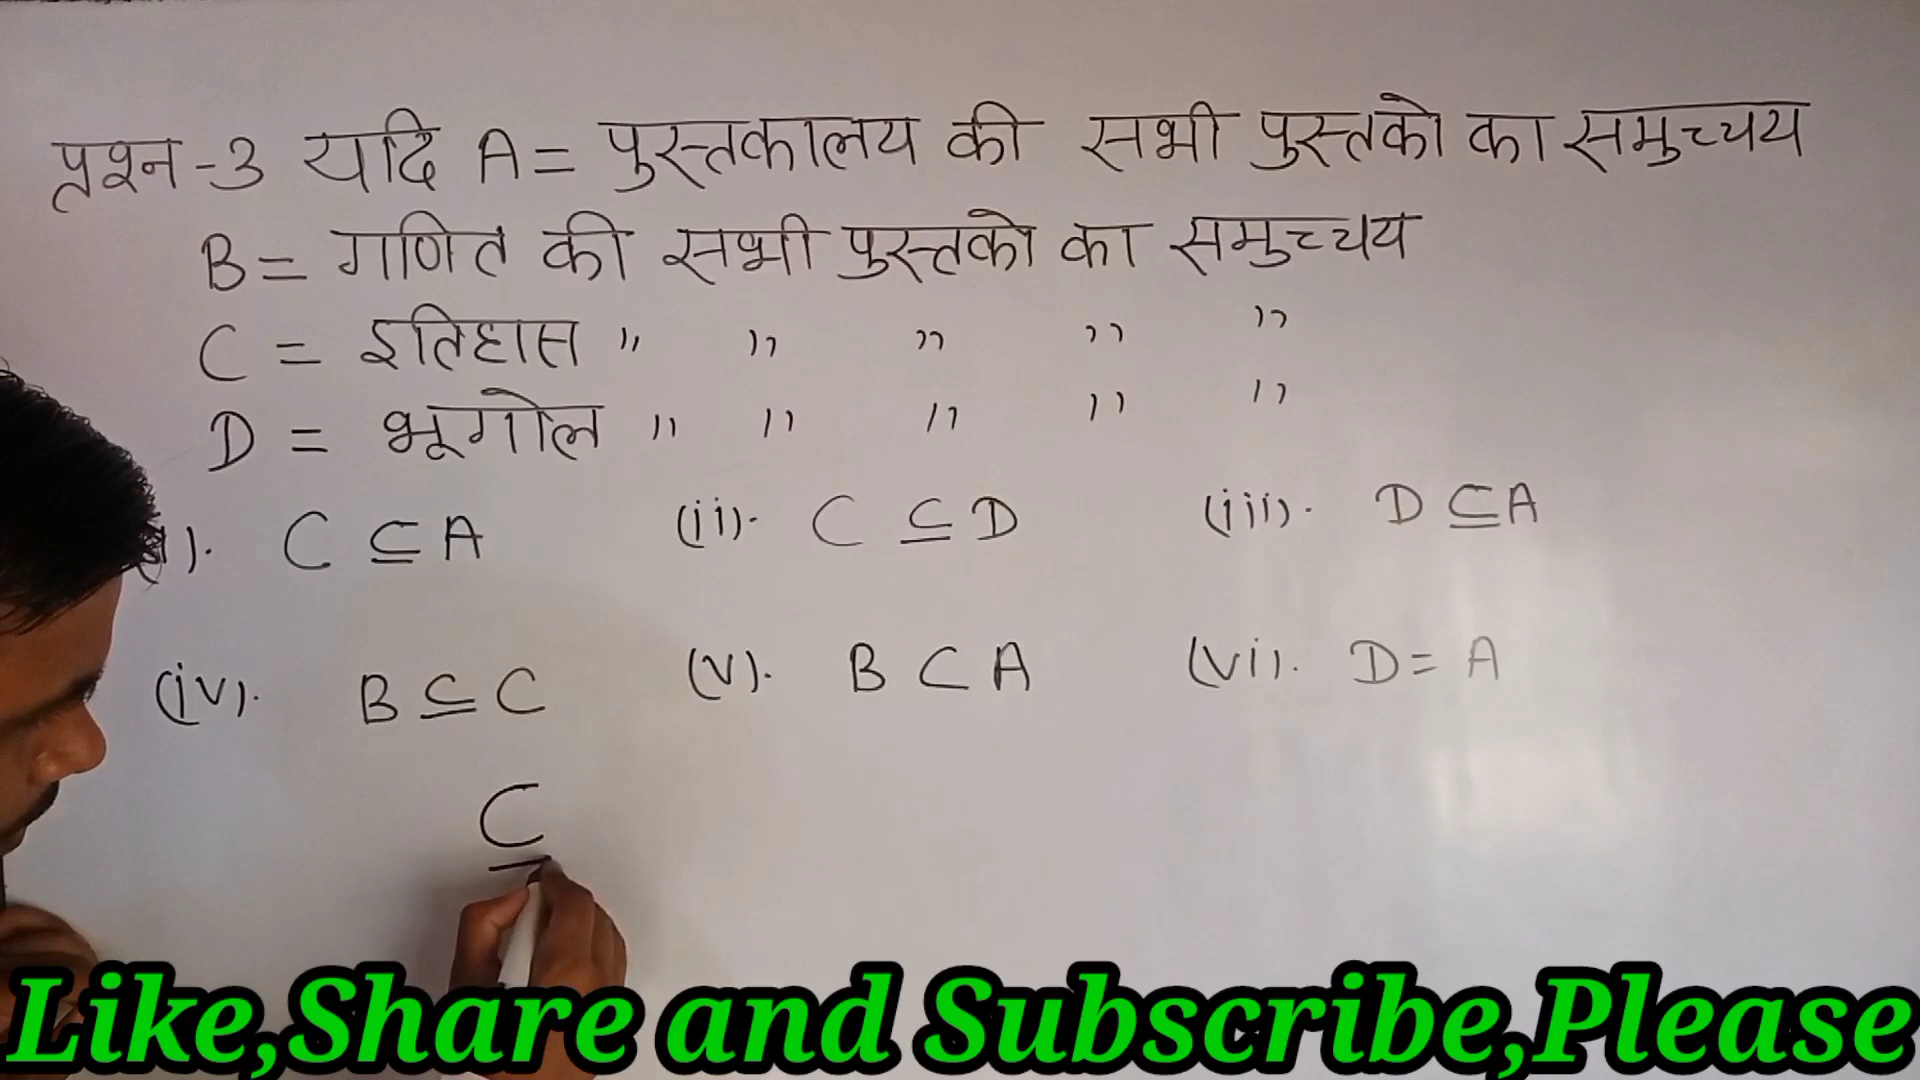 प्रश्न-3 यदि A = पुस्तकालय की सभी पुस्तको का समुच्चय
B = गणित की सभी पुस्तको का समुच्चय
C = इतिहास " " " " "
D = भूगोल " " " " "
(i). C ⊆ A (ii). C ⊆ D (iii). D ⊆ A
(iv). B ⊆ C (v). B ⊂ A (vi). D = A
⊆
Like,Share and Subscribe,Please